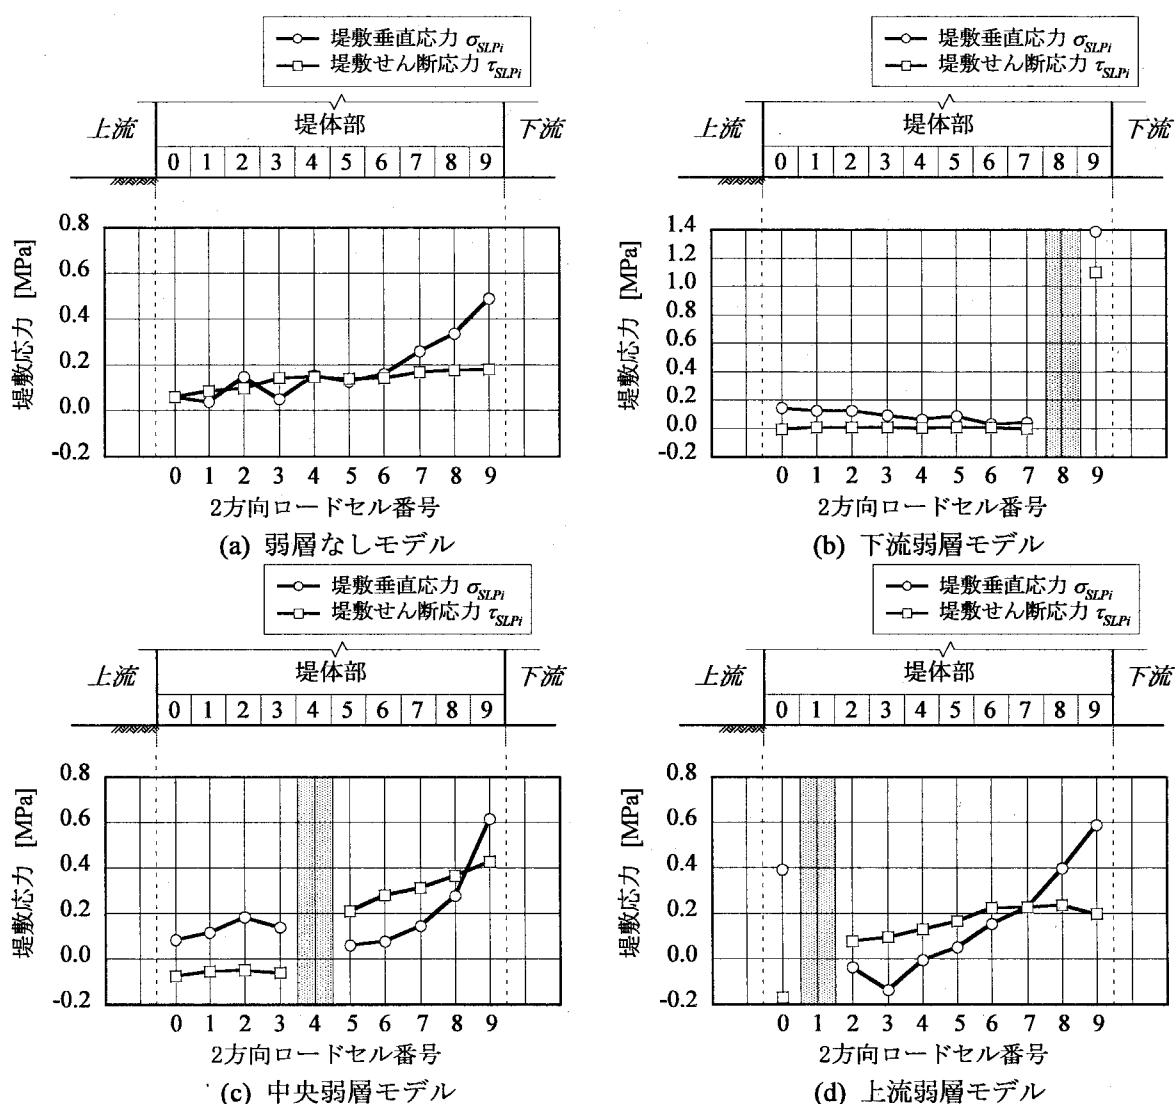 堤敷垂直応力 σSLPi
堤敷せん断応力 τSLPi
上流
堤体部
下流
0 1 2 3 4 5 6 7 8 9
堤敷応力 [MPa]
0.8
0.6
0.4
0.2
0.0
-0.2
0 1 2 3 4 5 6 7 8 9
2方向ロードセル番号
(a) 弱層なしモデル
堤敷垂直応力 σSLPi
堤敷せん断応力 τSLPi
上流
堤体部
下流
0 1 2 3 4 5 6 7 8 9
堤敷応力 [MPa]
1.4
1.2
1.0
0.8
0.6
0.4
0.2
0.0
-0.2
0 1 2 3 4 5 6 7 8 9
2方向ロードセル番号
(b) 下流弱層モデル
堤敷垂直応力 σSLPi
堤敷せん断応力 τSLPi
上流
堤体部
下流
0 1 2 3 4 5 6 7 8 9
堤敷応力 [MPa]
0.8
0.6
0.4
0.2
0.0
-0.2
0 1 2 3 4 5 6 7 8 9
2方向ロードセル番号
(c) 中央弱層モデル
堤敷垂直応力 σSLPi
堤敷せん断応力 τSLPi
上流
堤体部
下流
0 1 2 3 4 5 6 7 8 9
堤敷応力 [MPa]
0.8
0.6
0.4
0.2
0.0
-0.2
0 1 2 3 4 5 6 7 8 9
2方向ロードセル番号
(d) 上流弱層モデル